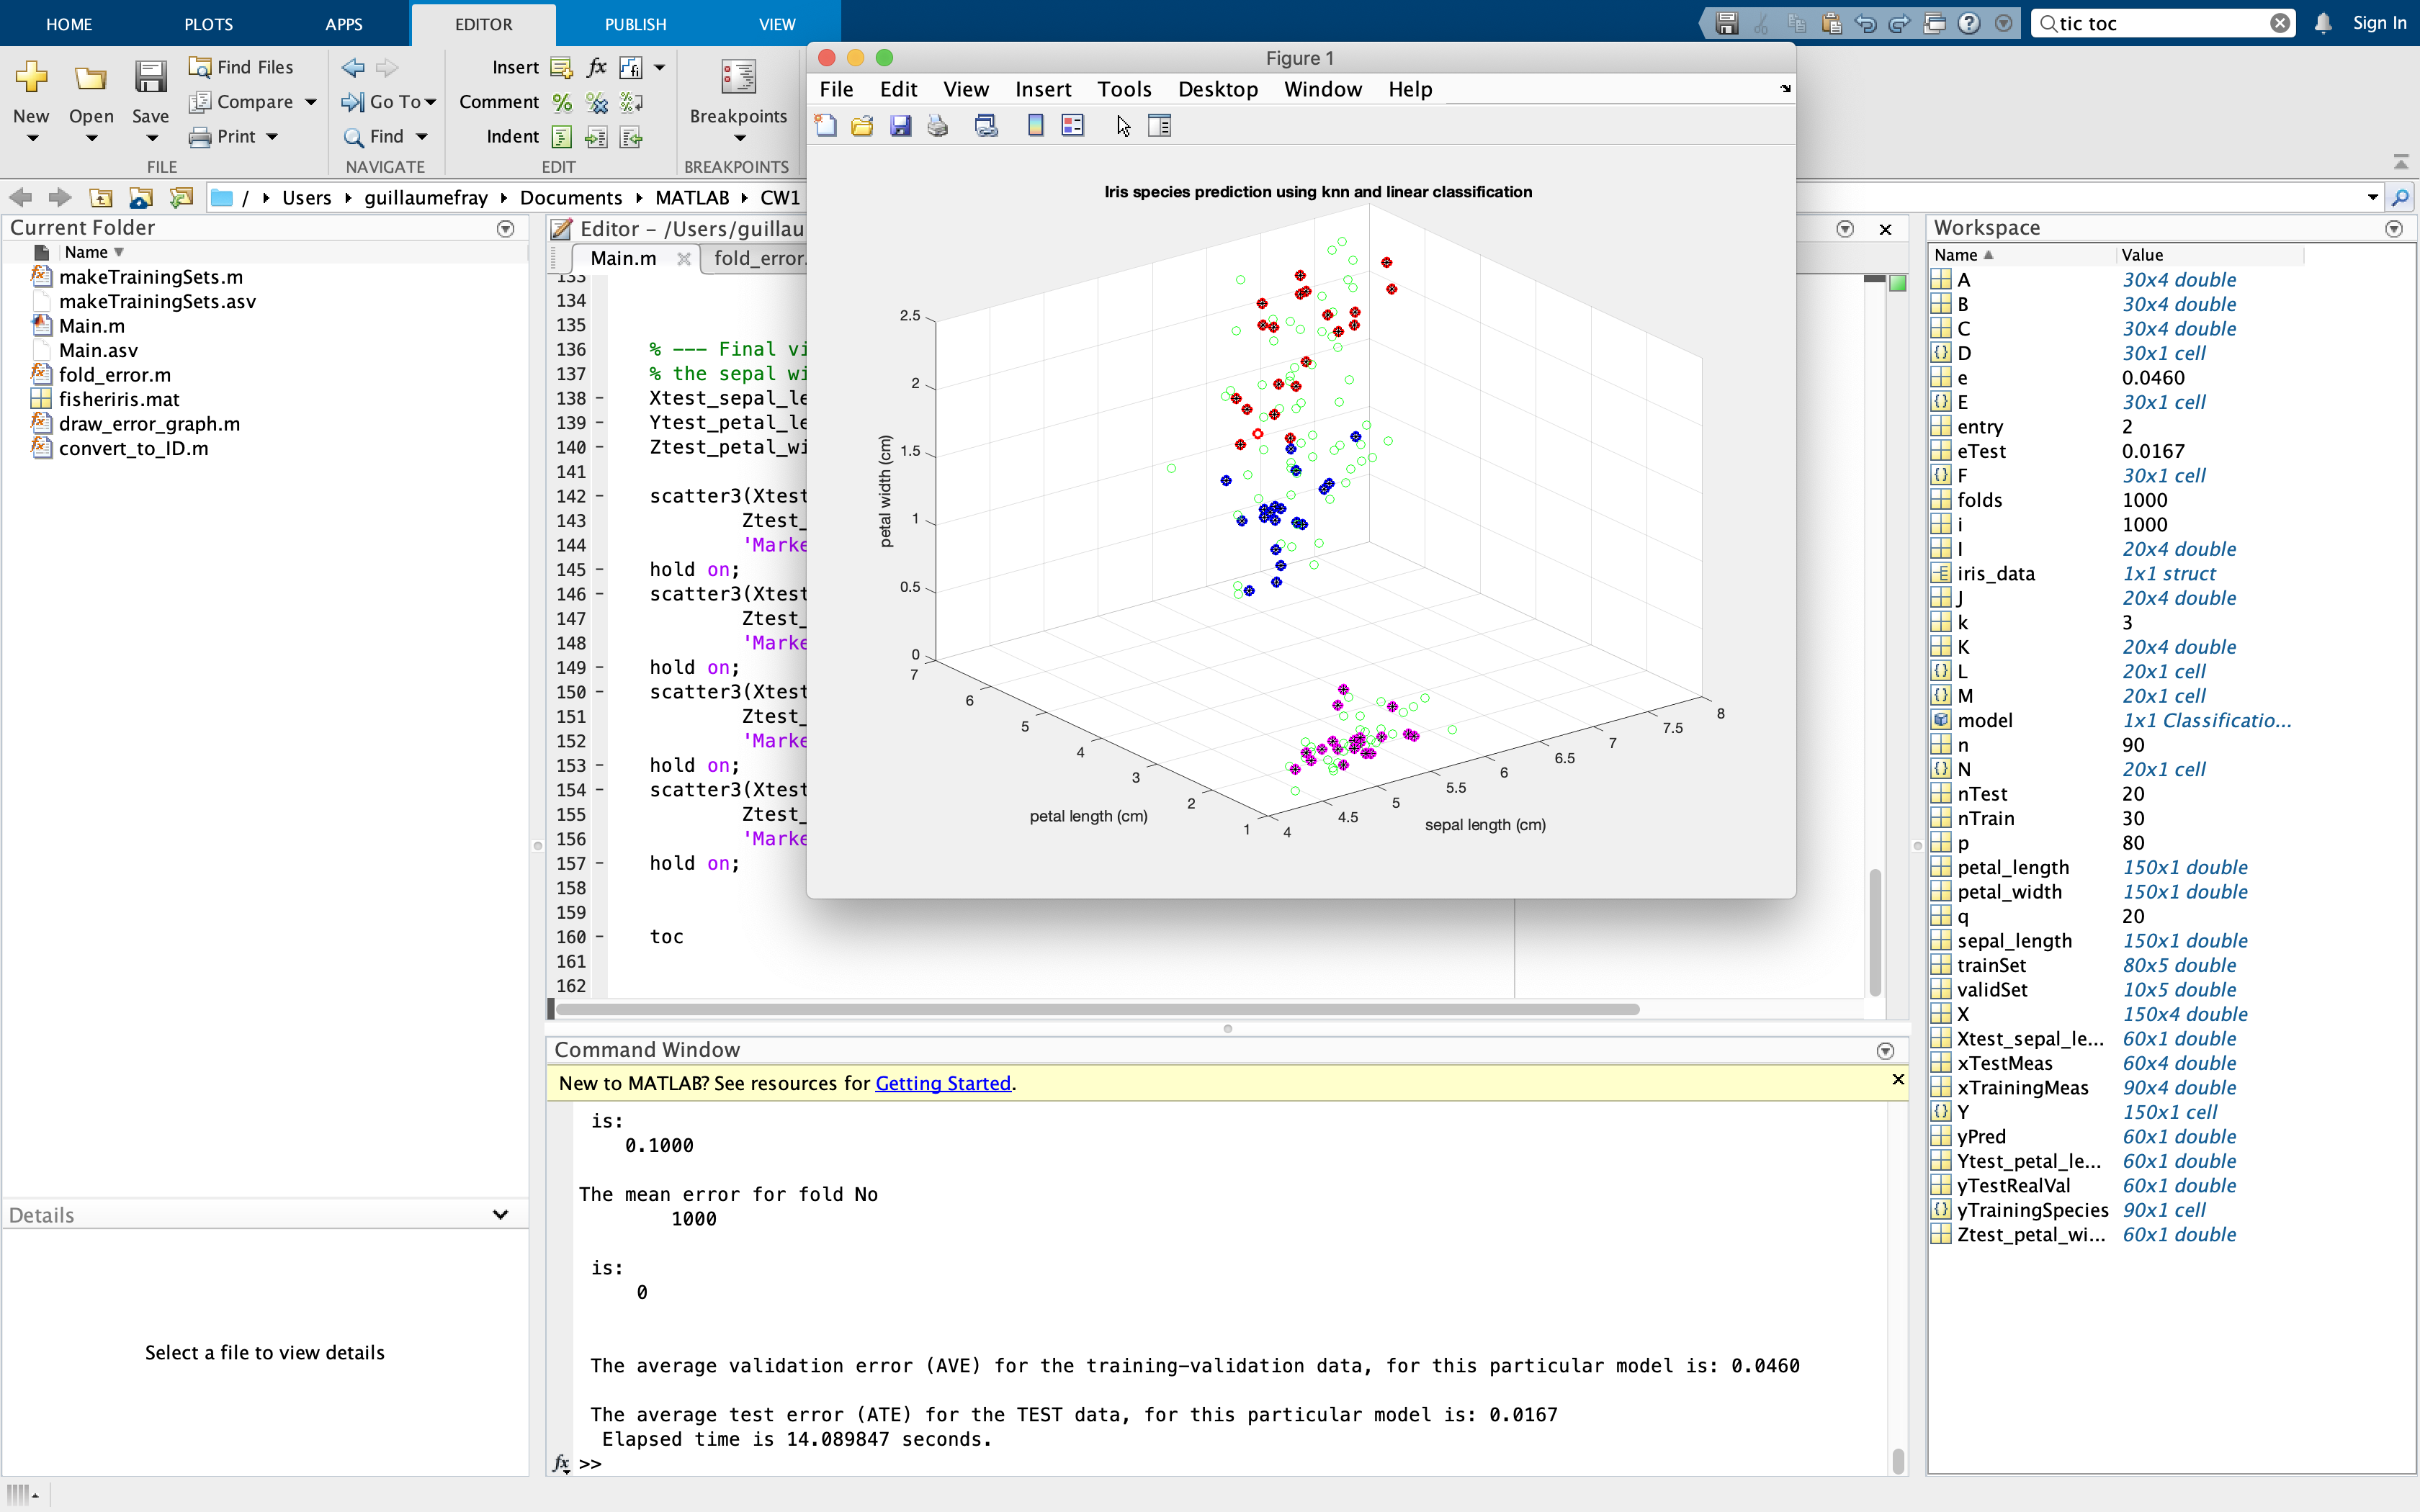 HOME PLOTS APPS EDITOR PUBLISH VIEW
tic toc
Sign In
New
Open
Save
Find Files
Compare
Print
FILE
Go To
Find
NAVIGATE
Insert fx fi
Comment
Indent
EDIT
Breakpoints
BREAKPOINTS
/ Users guillaumefray Documents MATLAB CW1
Current Folder
Name
makeTrainingSets.m
makeTrainingSets.asv
Main.m
Main.asv
fold_error.m
fisheriris.mat
draw_error_graph.m
convert_to_ID.m
Details
Select a file to view details
Editor – /Users/guillau
Main.m fold_error.
133
134
135
136 % --- Final vi
137 % the sepal wi
138 – Xtest_sepal_le
139 – Ytest_petal_le
140 – Ztest_petal_wi
141
142 – scatter3(Xtest
143 Ztest_
144 'Marke
145 – hold on;
146 – scatter3(Xtest
147 Ztest_
148 'Marke
149 – hold on;
150 – scatter3(Xtest
151 Ztest_
152 'Marke
153 – hold on;
154 – scatter3(Xtest
155 Ztest_
156 'Marke
157 – hold on;
158
159
160 – toc
161
162
Figure 1
File Edit View Insert Tools Desktop Window Help
Iris species prediction using knn and linear classification
petal width (cm)
2.5
2
1.5
1
0.5
0
7
6
5
4
3
2
1
petal length (cm)
4
4.5
5
5.5
6
6.5
7
7.5
8
sepal length (cm)
Command Window
New to MATLAB? See resources for Getting Started.
is:
0.1000
The mean error for fold No
1000
is:
0
The average validation error (AVE) for the training-validation data, for this particular model is: 0.0460
The average test error (ATE) for the TEST data, for this particular model is: 0.0167
Elapsed time is 14.089847 seconds.
fx >>
Workspace
Name Value
A 30x4 double
B 30x4 double
C 30x4 double
D 30x1 cell
e 0.0460
E 30x1 cell
entry 2
eTest 0.0167
F 30x1 cell
folds 1000
i 1000
I 20x4 double
iris_data 1x1 struct
J 20x4 double
k 3
K 20x4 double
L 20x1 cell
M 20x1 cell
model 1x1 Classificatio...
n 90
N 20x1 cell
nTest 20
nTrain 30
p 80
petal_length 150x1 double
petal_width 150x1 double
q 20
sepal_length 150x1 double
trainSet 80x5 double
validSet 10x5 double
X 150x4 double
Xtest_sepal_le... 60x1 double
xTestMeas 60x4 double
xTrainingMeas 90x4 double
Y 150x1 cell
yPred 60x1 double
Ytest_petal_le... 60x1 double
yTestRealVal 60x1 double
yTrainingSpecies 90x1 cell
Ztest_petal_wi... 60x1 double